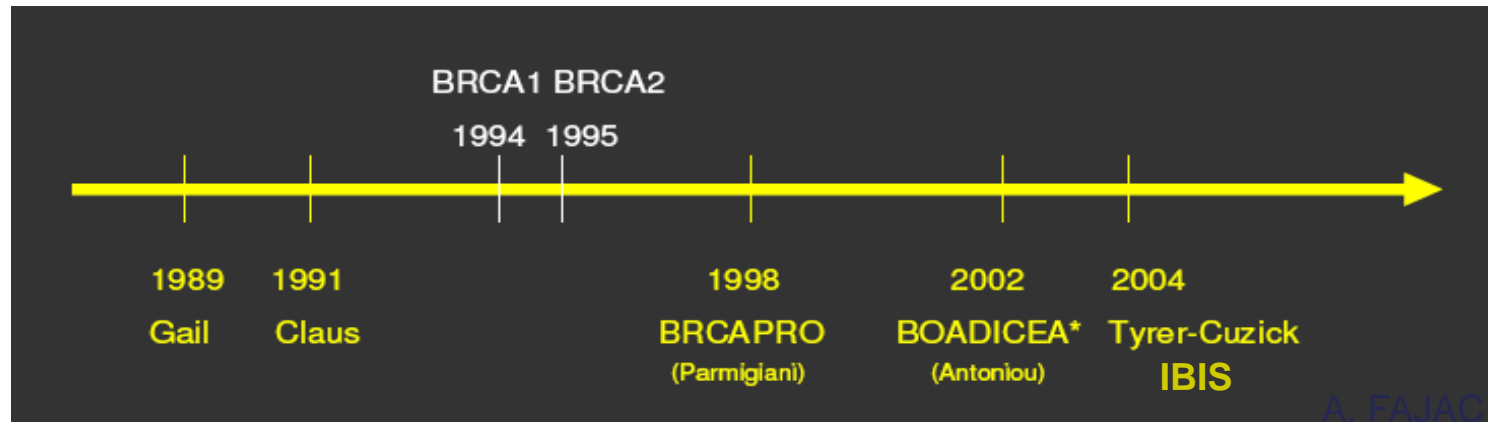 BRCA1 BRCA2
1994 1995
1989 1991 1998 2002 2004
Gail Claus BRCAPRO BOADICEA* Tyrer-Cuzick
(Parmigiani) (Antoniou) IBIS
A. FAJAC